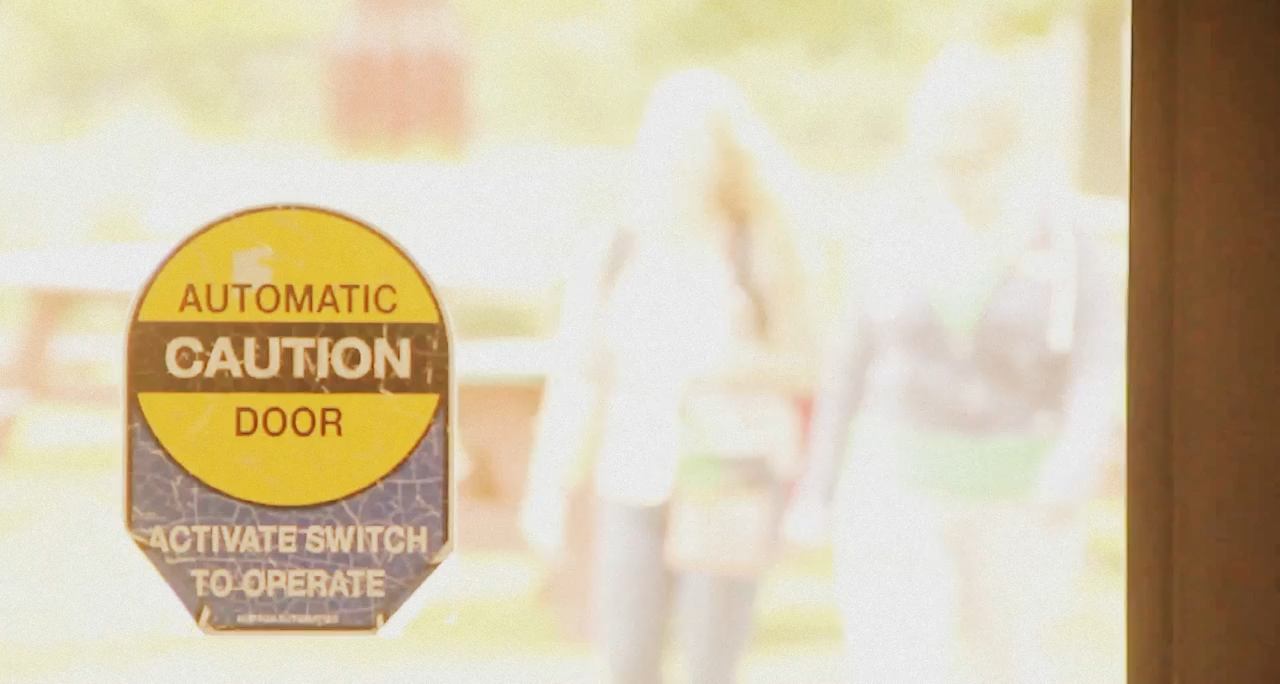 AUTOMATIC
CAUTION
DOOR
ACTIVATE SWITCH
TO OPERATE